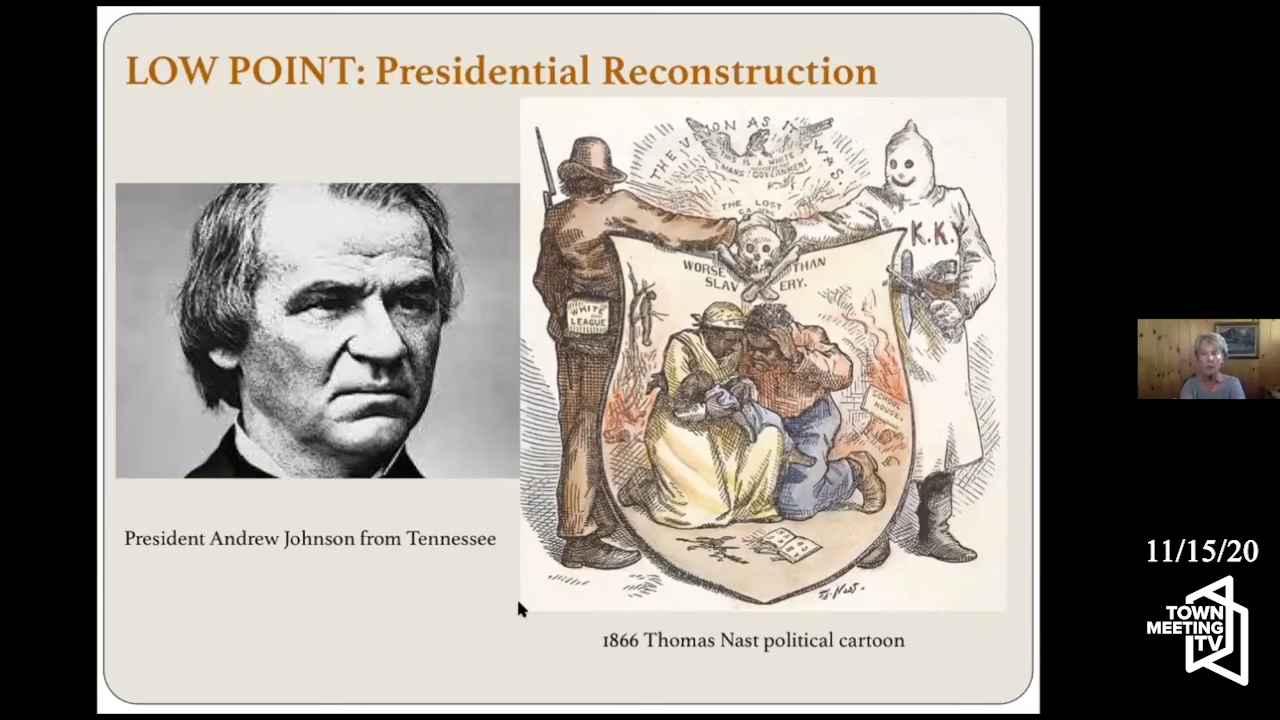 LOW POINT: Presidential Reconstruction
THE UNION AS IT WAS
THIS IS A WHITE
MANS GOVERNMENT
THE LOST
CAUSE
WORSE THAN
SLAVERY.
WHITE
LEAGUE
K.K.
SCHOOL
HOUSE.
Th. Nast.
President Andrew Johnson from Tennessee
1866 Thomas Nast political cartoon
11/15/20
TOWN
MEETING
TV